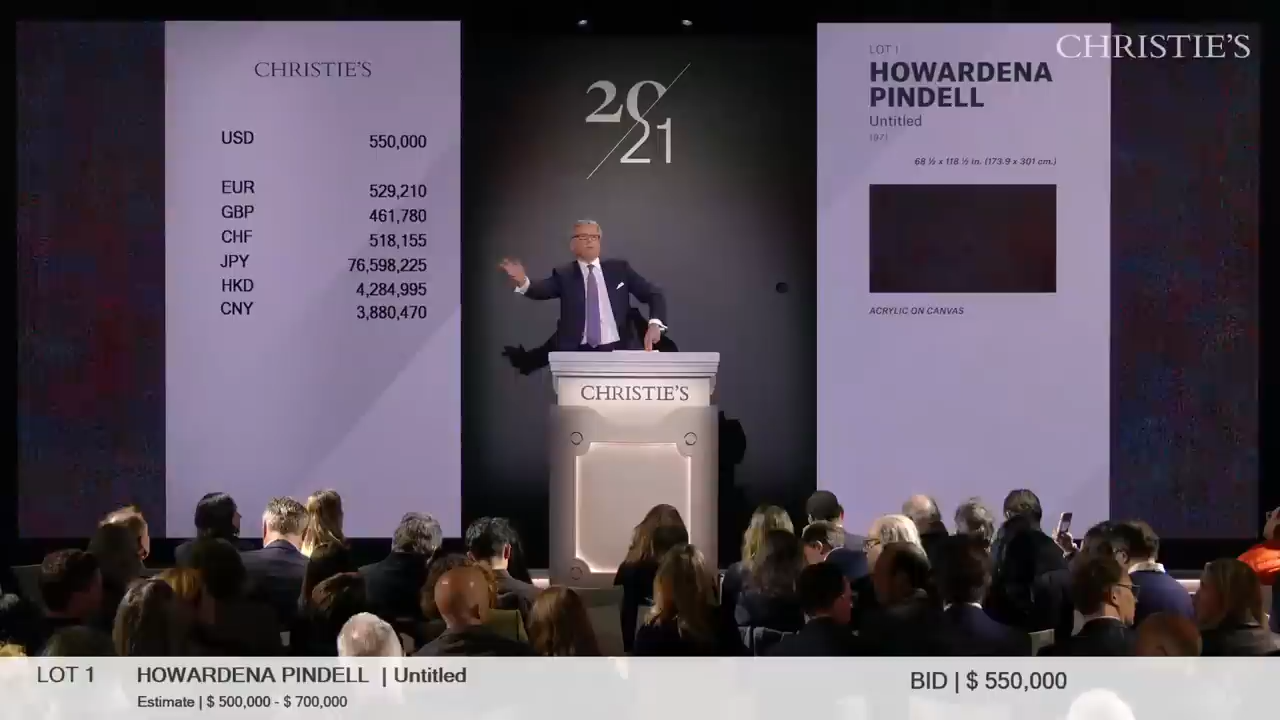 CHRISTIE'S
USD 550,000
EUR 529,210
GBP 461,780
CHF 518,155
JPY 76,598,225
HKD 4,284,995
CNY 3,880,470
20/21
CHRISTIE'S
LOT 1
HOWARDENA
PINDELL
Untitled
1971
68 ½ x 118 ½ in. (173.9 x 301 cm.)
ACRYLIC ON CANVAS
CHRISTIE'S
LOT 1 HOWARDENA PINDELL | Untitled
Estimate | $ 500,000 - $ 700,000
BID | $ 550,000